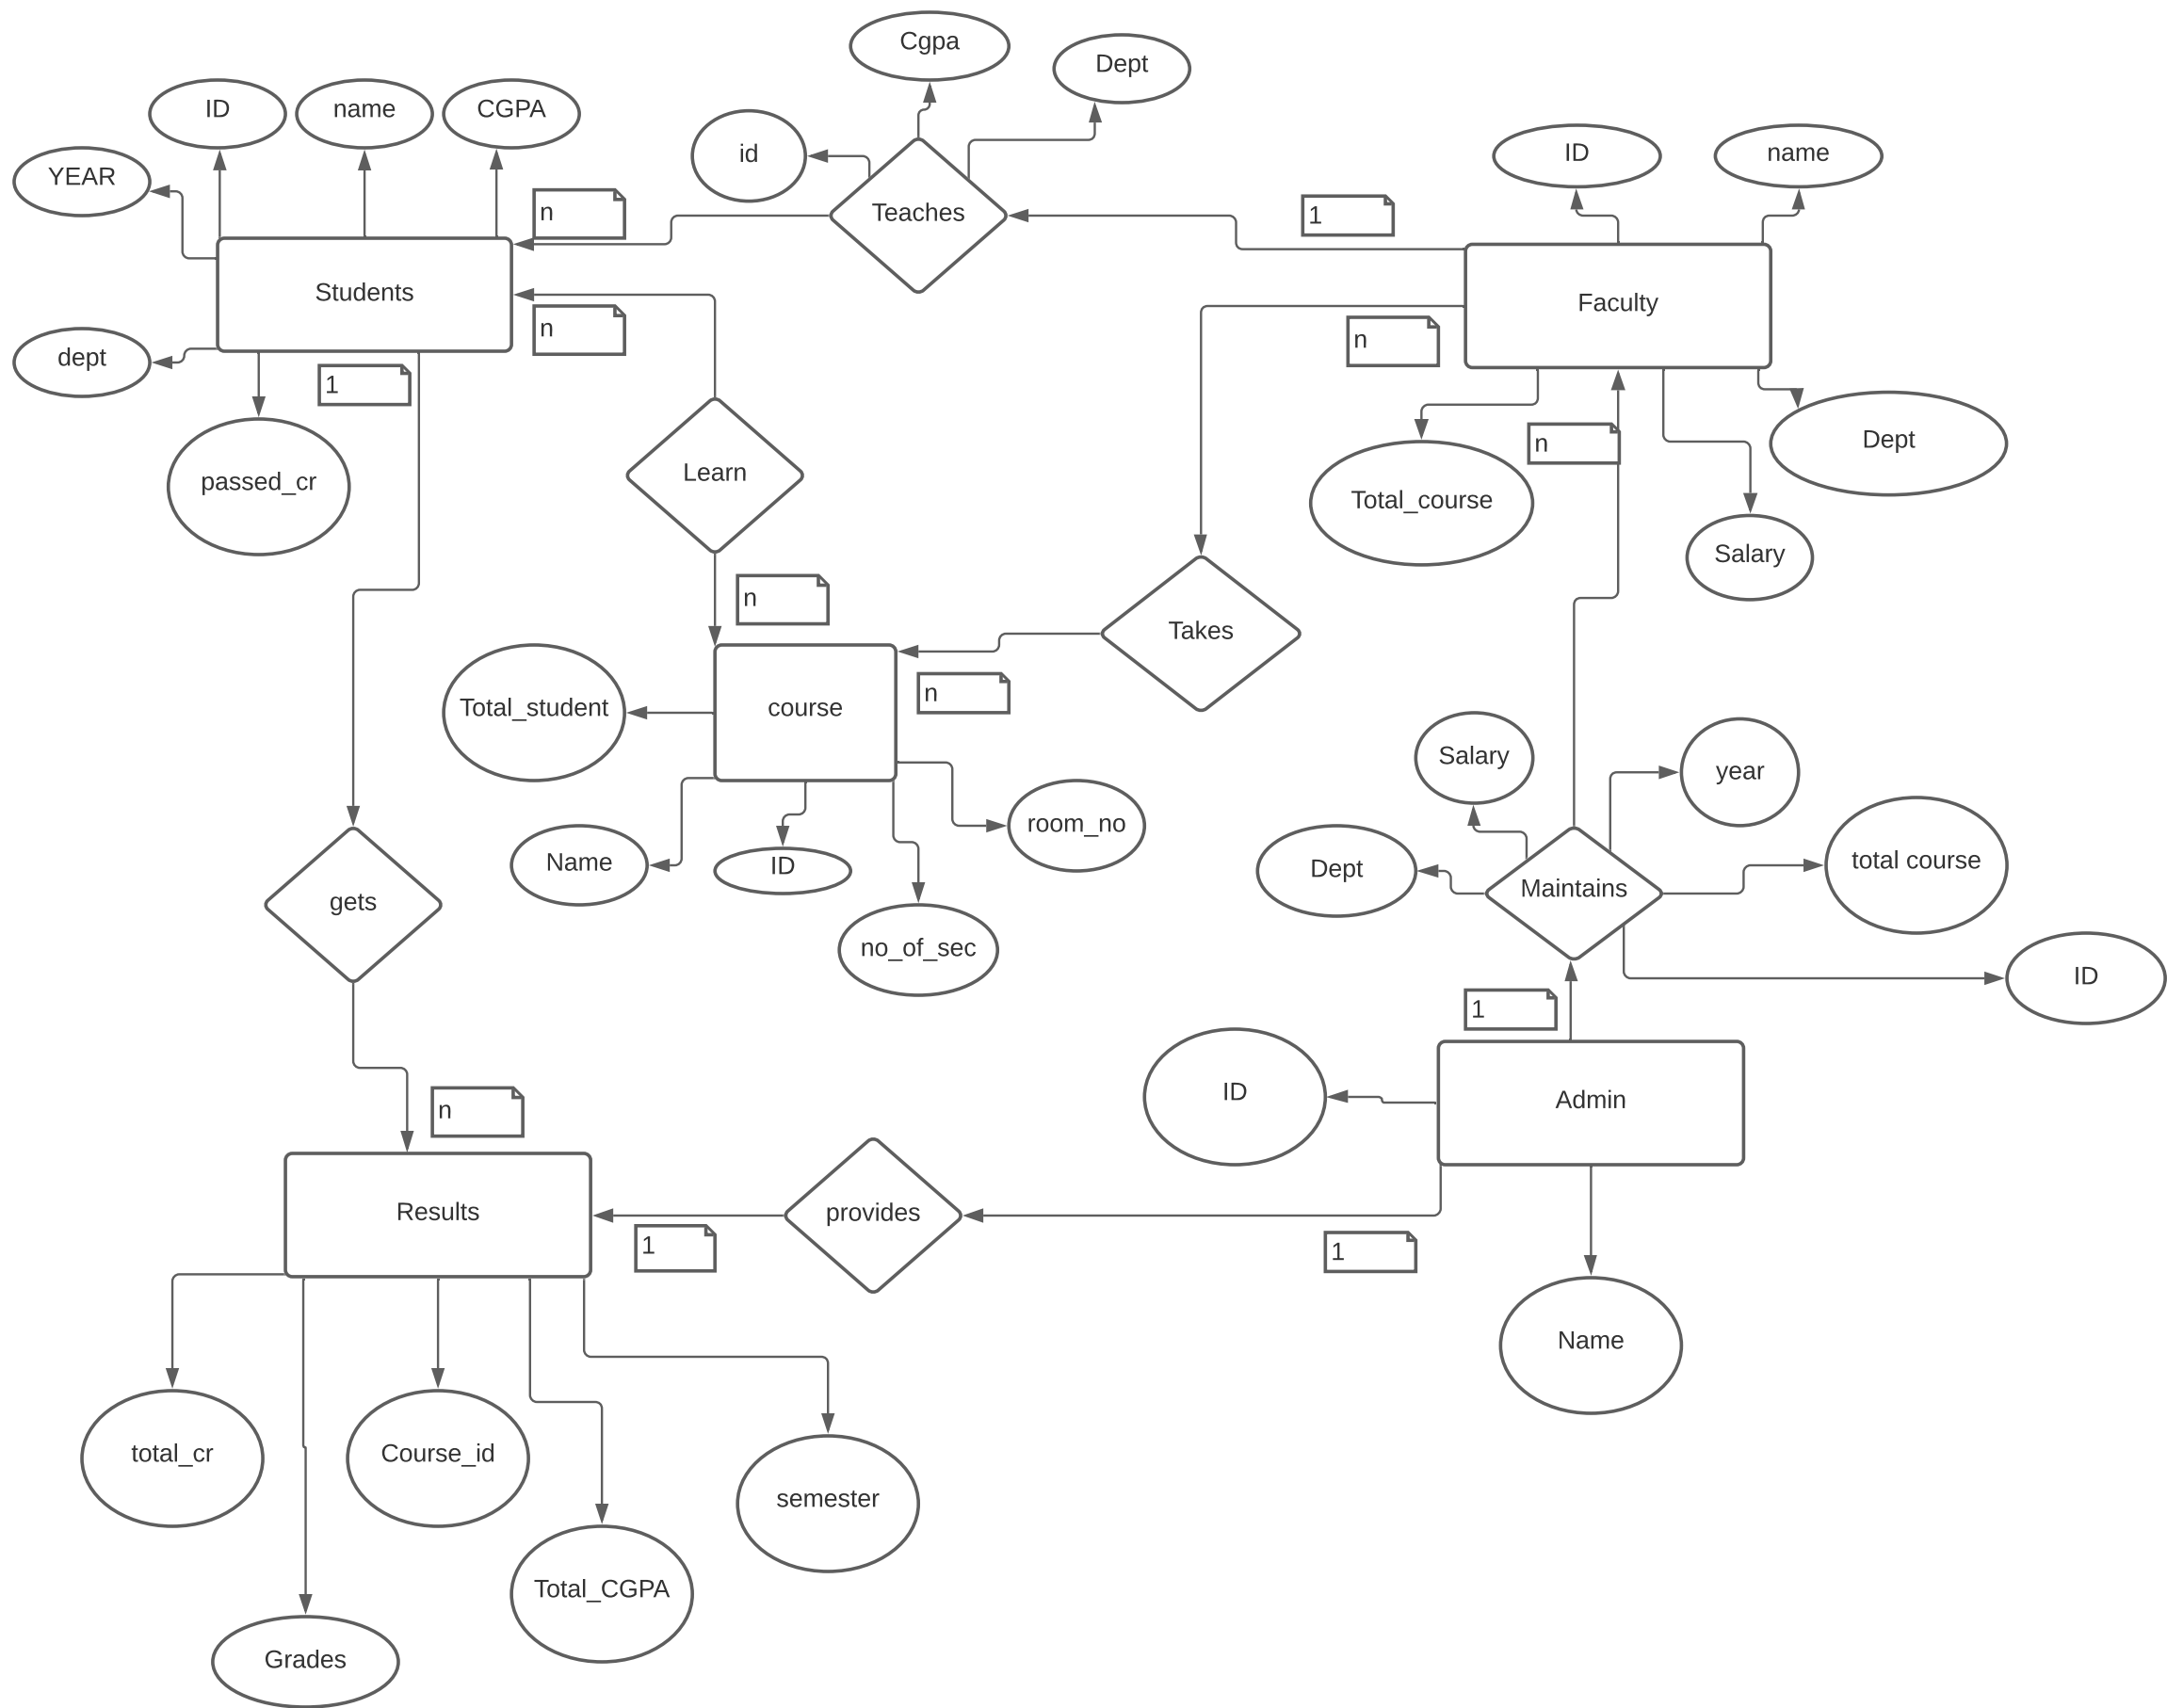 Cgpa
Dept
ID
name
CGPA
id
ID
name
YEAR
n
Teaches
1
Students
Faculty
n
n
dept
1
n
Dept
passed_cr
Learn
Total_course
Salary
n
Takes
Total_student
course
n
Salary
year
room_no
Name
ID
Dept
Maintains
total course
gets
no_of_sec
ID
1
n
ID
Admin
Results
provides
1
1
Name
total_cr
Course_id
semester
Total_CGPA
Grades